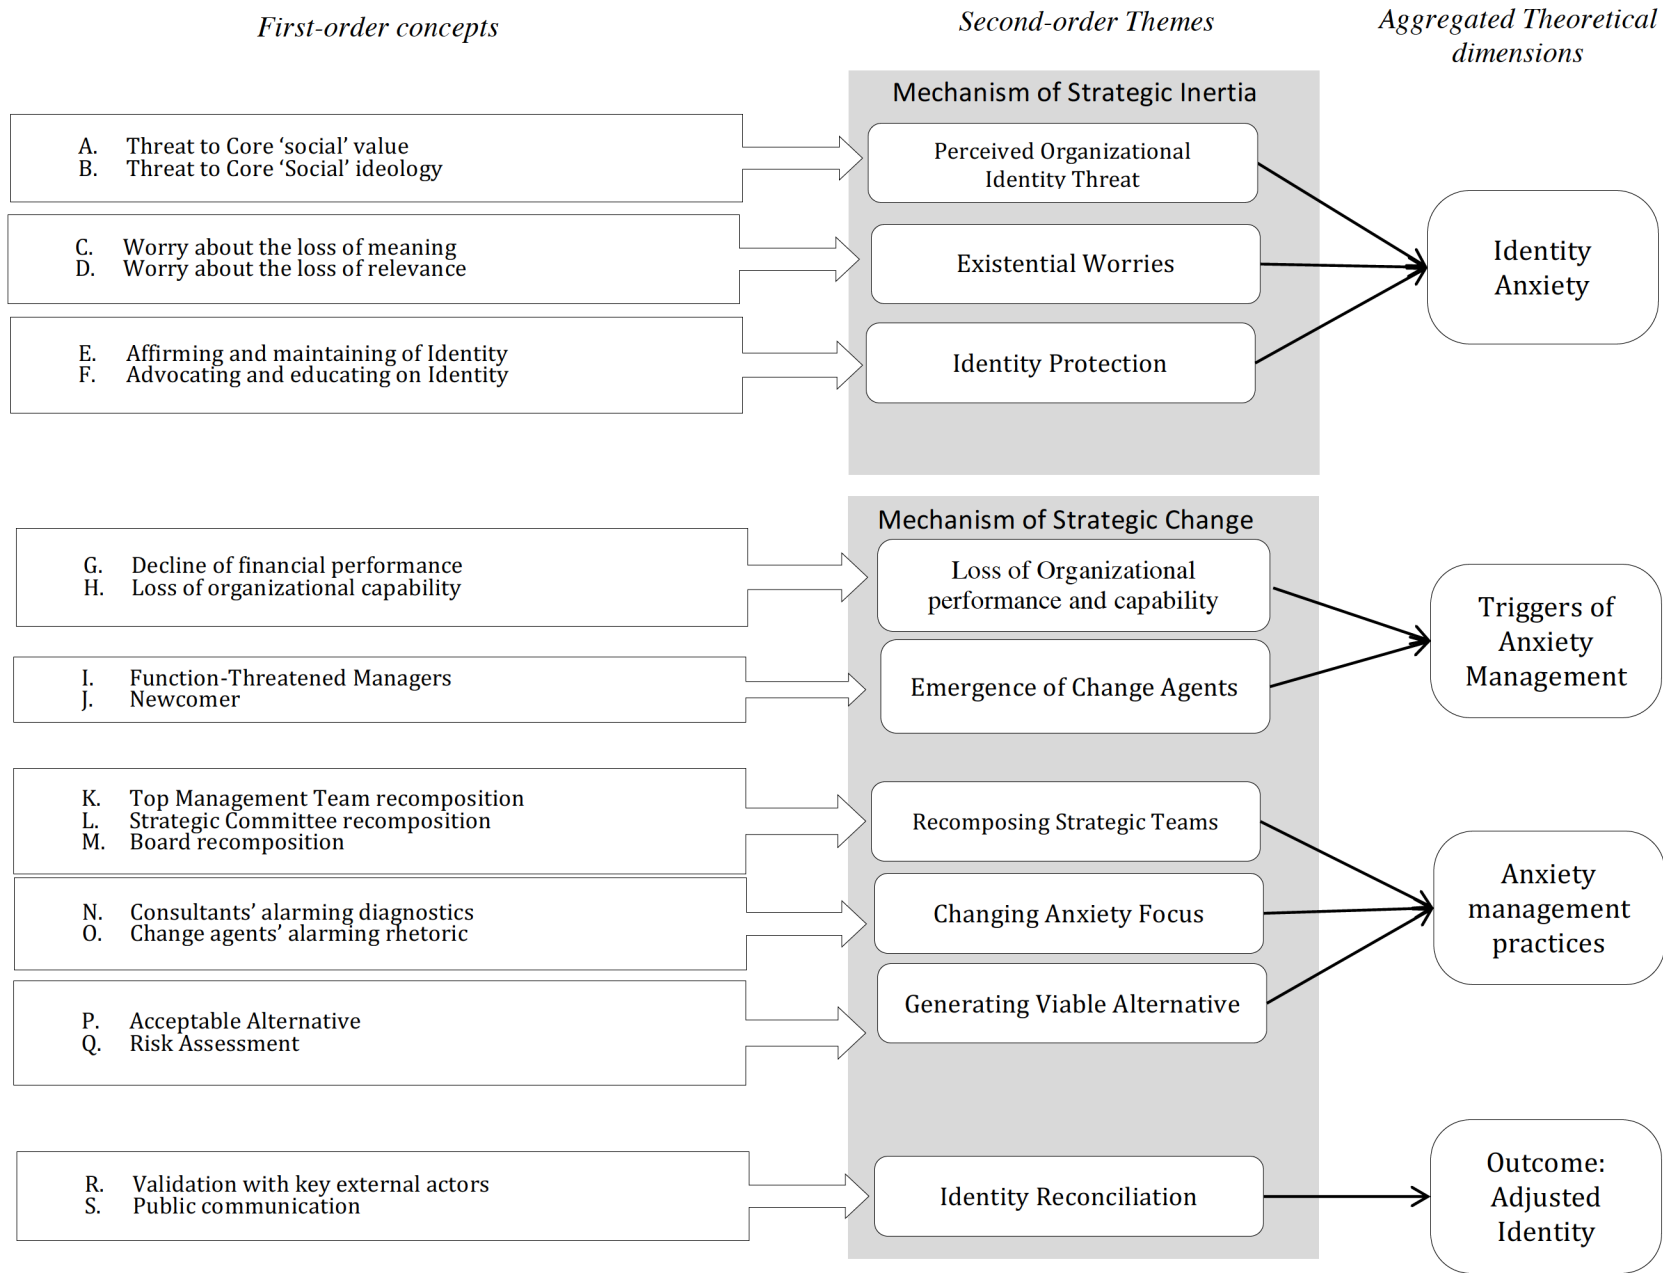 First-order concepts
Second-order Themes
Aggregated Theoretical
dimensions
Mechanism of Strategic Inertia
A. Threat to Core ‘social’ value
B. Threat to Core ‘Social’ ideology
Perceived Organizational
Identity Threat
C. Worry about the loss of meaning
D. Worry about the loss of relevance
Existential Worries
Identity
Anxiety
E. Affirming and maintaining of Identity
F. Advocating and educating on Identity
Identity Protection
Mechanism of Strategic Change
G. Decline of financial performance
H. Loss of organizational capability
Loss of Organizational
performance and capability
I. Function-Threatened Managers
J. Newcomer
Emergence of Change Agents
Triggers of
Anxiety
Management
K. Top Management Team recomposition
L. Strategic Committee recomposition
M. Board recomposition
Recomposing Strategic Teams
N. Consultants’ alarming diagnostics
O. Change agents’ alarming rhetoric
Changing Anxiety Focus
Anxiety
management
practices
P. Acceptable Alternative
Q. Risk Assessment
Generating Viable Alternative
R. Validation with key external actors
S. Public communication
Identity Reconciliation
Outcome:
Adjusted
Identity